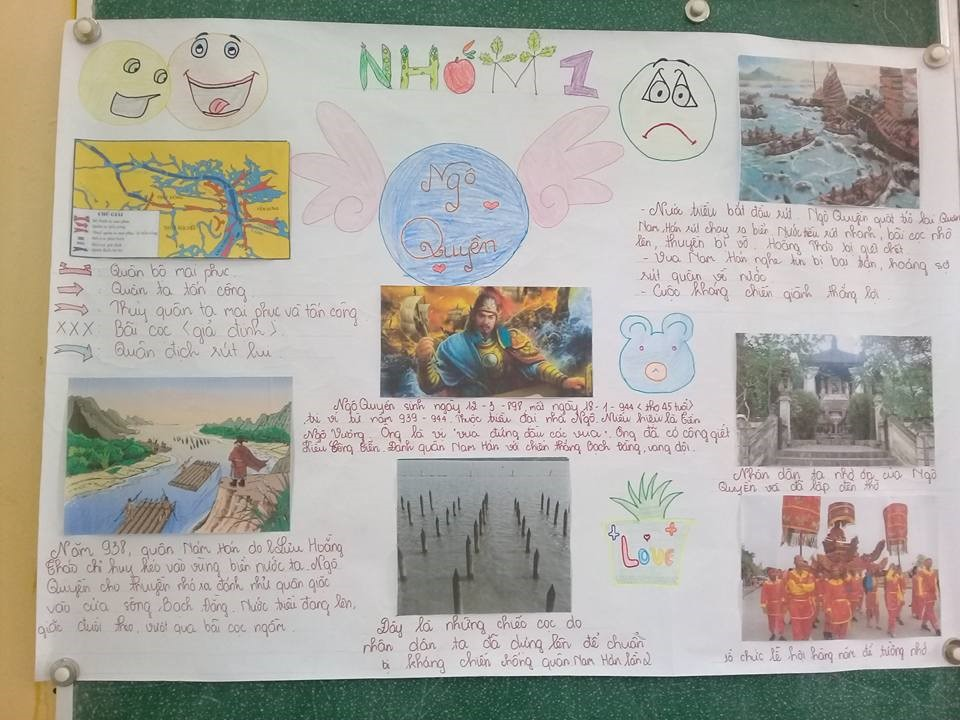 NHÓM 1
Ngô
Quyền
CHÚ GIẢI
Quân bộ mai phục
Quân ta tấn công
Thủy quân ta mai phục và tấn công
XXX Bãi cọc (giả định)
Quân địch rút lui
- Nước triều bắt đầu rút. Ngô Quyền quật trở lại Quân
Nam Hán rút chạy ra biển. Nước triều rút nhanh, bãi cọc nhô
lên, thuyền bị vỡ. Hoằng Tháo bị giết chết
- Vua Nam Hán nghe tin bị bại trận, hoảng sợ
rút quân về nước
- Cuộc kháng chiến giành thắng lợi.
Ngô Quyền sinh ngày 12 - 3 - 898, mất ngày 18 - 1 - 944 (thọ 45 tuổi)
trị vì từ năm 939 - 944. Thuộc triều đại nhà Ngô. Niên hiệu là Tiền
Ngô Vương. Ông là vị "vua đứng đầu các vua". Ông đã có công giết
Kiều Công Tiễn. Đánh quân Nam Hán với chiến thắng Bạch Đằng vang dội.
Năm 938, quân Nam Hán do Lưu Hoằng
Tháo chỉ huy kéo vào vùng biển nước ta. Ngô
Quyền cho thuyền nhỏ ra đánh nhử quân giặc
vào cửa sông Bạch Đằng. Nước triều đang lên,
giặc đuổi theo, vượt qua bãi cọc ngầm.
Đây là những chiếc cọc do
nhân dân ta đã dựng lên để chuẩn
bị kháng chiến chống quân Nam Hán lần 2
LOVE
Nhân dân ta nhớ ơn của Ngô
Quyền và đã lập đền thờ
tổ chức lễ hội hàng năm để tưởng nhớ